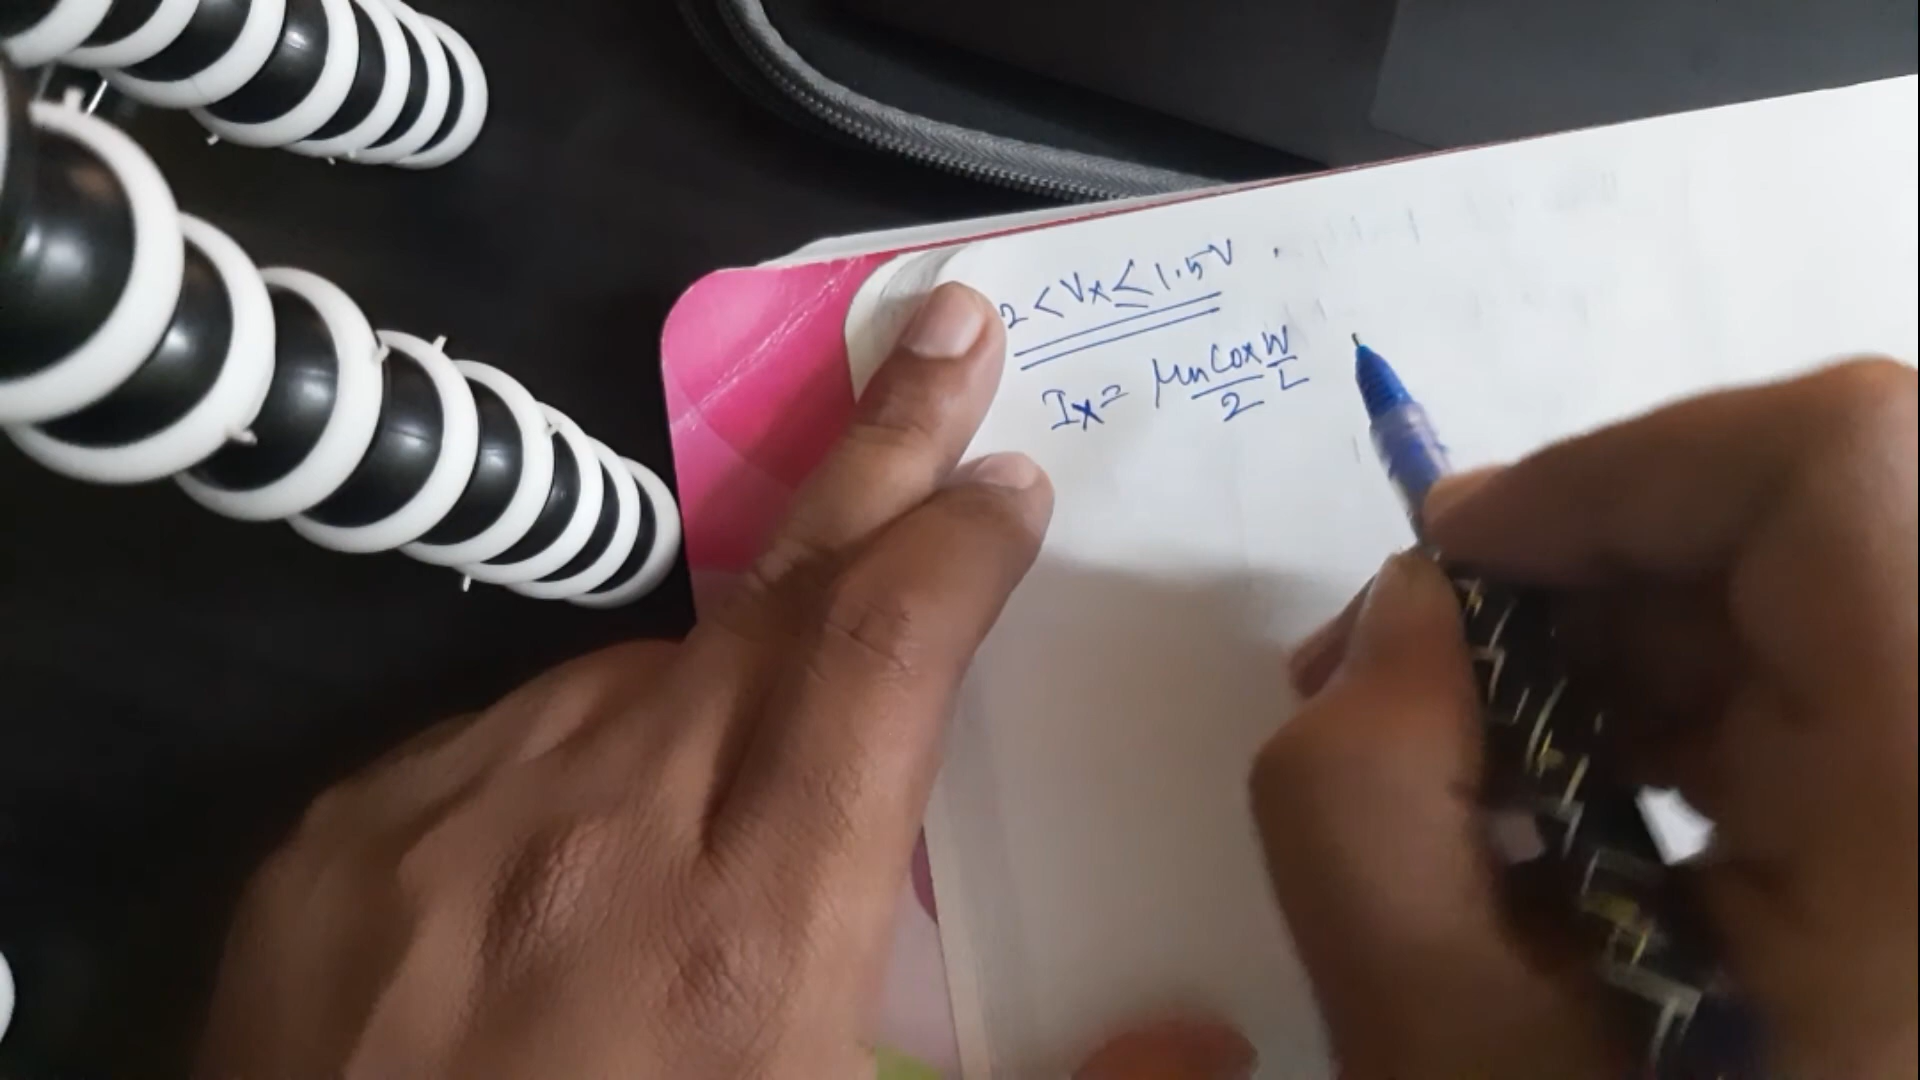 2 < Vx ≤ 1.5V
Ix = μnCox/2 W/L